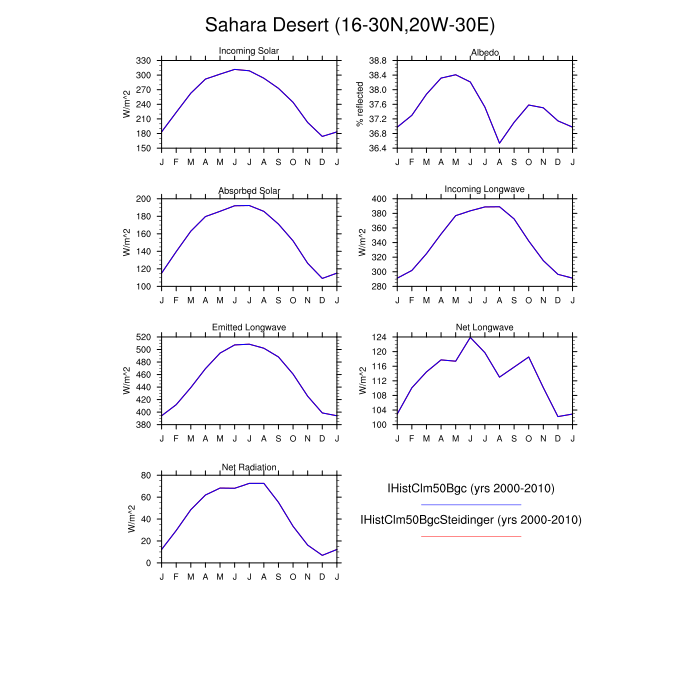 Sahara Desert (16-30N,20W-30E)
Incoming Solar
W/m^2
330
300
270
240
210
180
150
J F M A M J J A S O N D J
Albedo
% reflected
38.8
38.4
38.0
37.6
37.2
36.8
36.4
J F M A M J J A S O N D J
Absorbed Solar
W/m^2
200
180
160
140
120
100
J F M A M J J A S O N D J
Incoming Longwave
W/m^2
400
380
360
340
320
300
280
J F M A M J J A S O N D J
Emitted Longwave
W/m^2
520
500
480
460
440
420
400
380
J F M A M J J A S O N D J
Net Longwave
W/m^2
124
120
116
112
108
104
100
J F M A M J J A S O N D J
Net Radiation
W/m^2
80
60
40
20
0
J F M A M J J A S O N D J
IHistClm50Bgc (yrs 2000-2010)
IHistClm50BgcSteidinger (yrs 2000-2010)